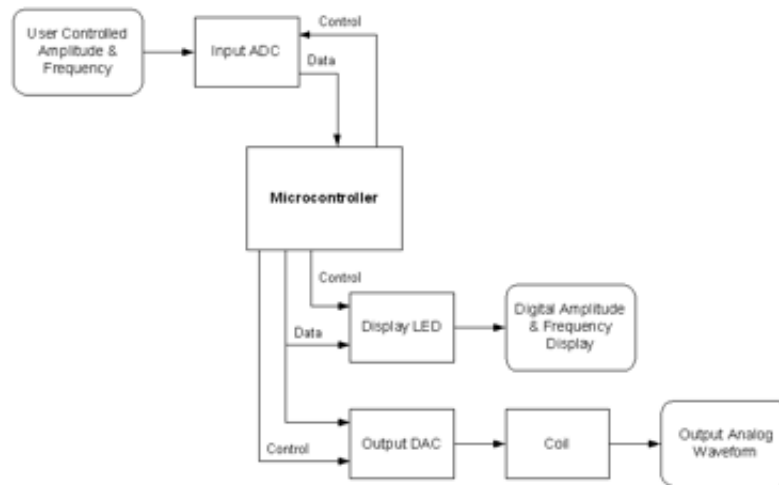 User Controlled
Amplitude &
Frequency
Input ADC
Control
Data
Microcontroller
Control
Data
Display LED
Digital Amplitude
& Frequency
Display
Control
Output DAC
Coil
Output Analog
Waveform